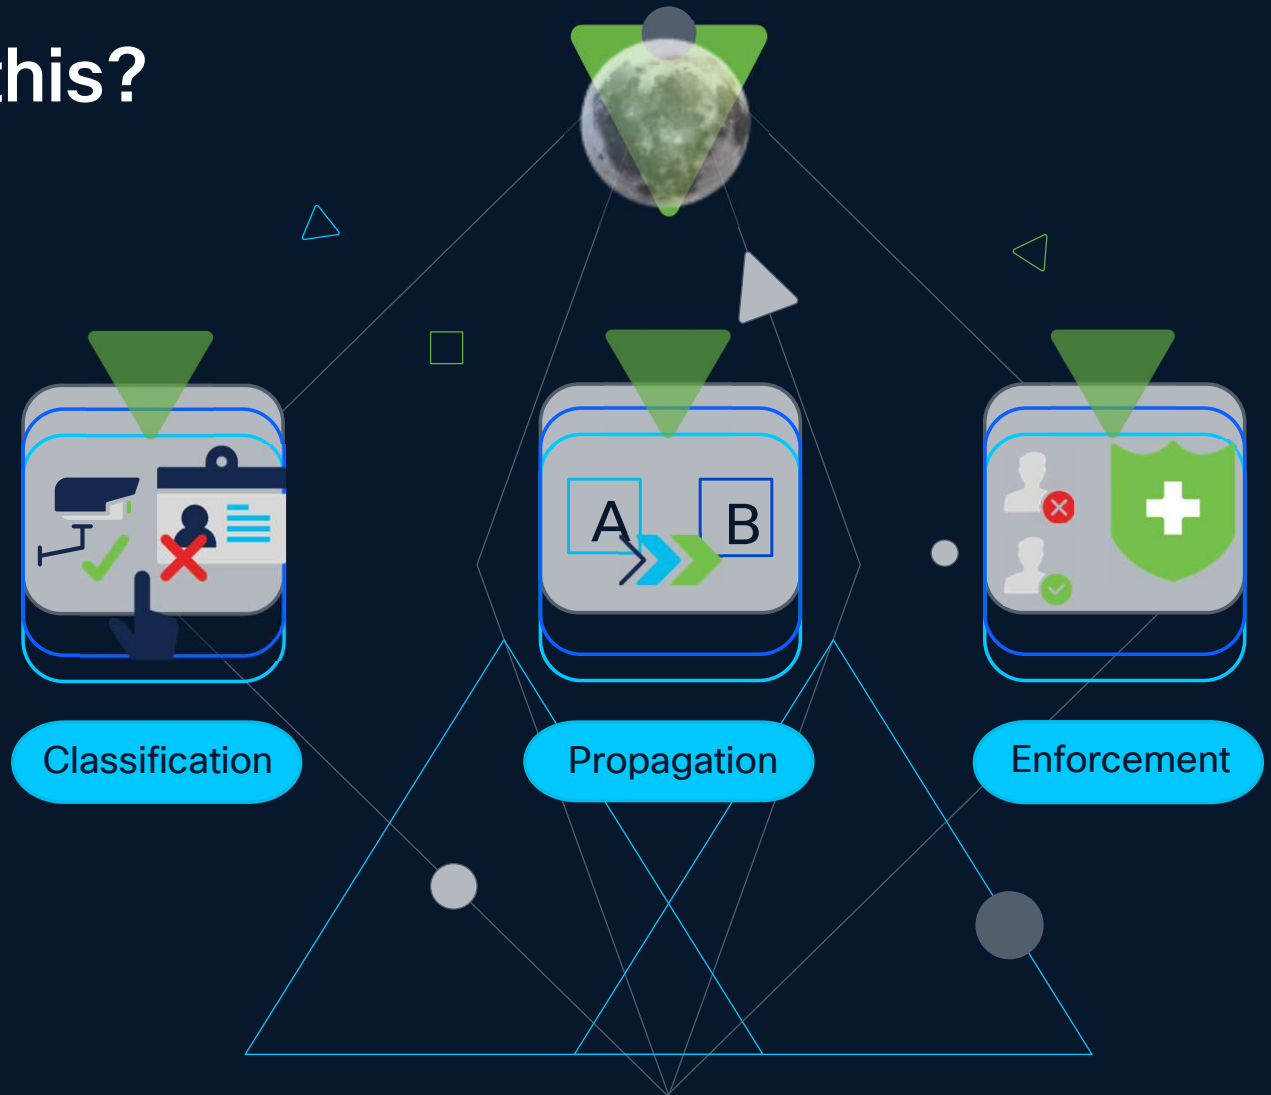 this?
A
B
Classification
Propagation
Enforcement